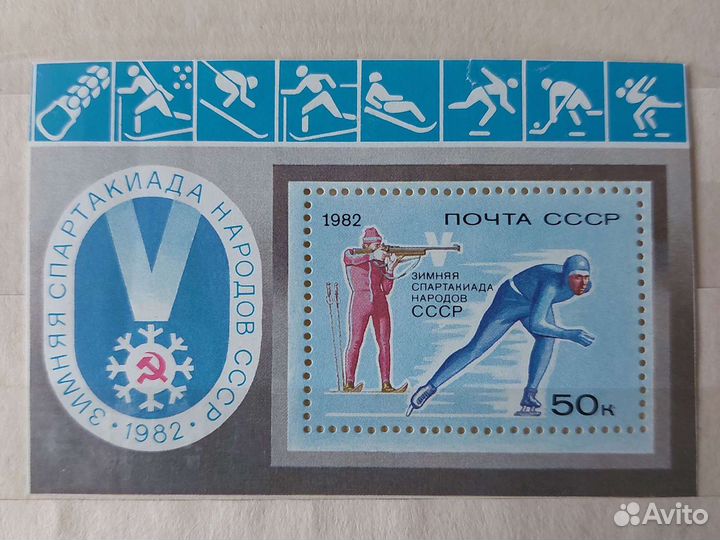 ЗИМНЯЯ СПАРТАКИАДА НАРОДОВ СССР
V
· 1982 ·
1982
ПОЧТА СССР
V
ЗИМНЯЯ
СПАРТАКИАДА
НАРОДОВ
СССР
50к
Avito